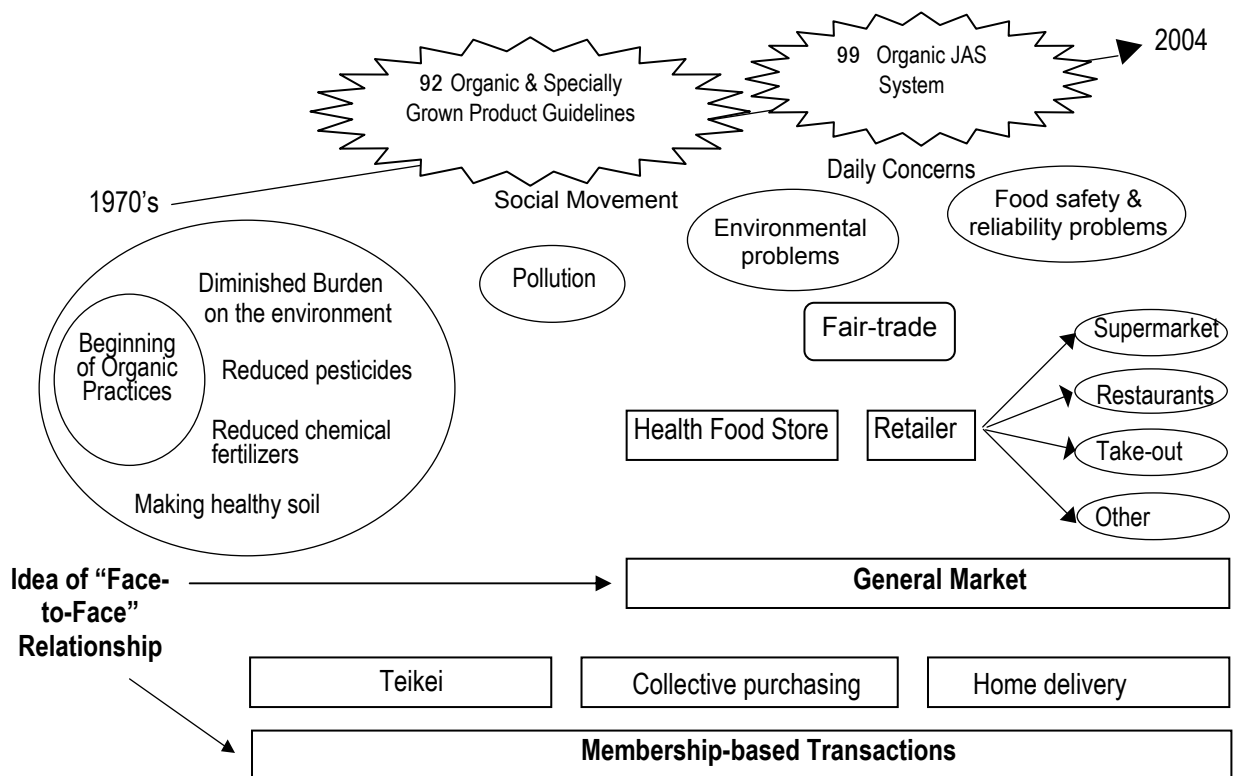 92 Organic & Specially
Grown Product Guidelines
99 Organic JAS
System
2004
1970's
Social Movement
Daily Concerns
Pollution
Environmental
problems
Food safety &
reliability problems
Diminished Burden
on the environment
Beginning
of Organic
Practices
Reduced pesticides
Reduced chemical
fertilizers
Making healthy soil
Fair-trade
Health Food Store
Retailer
Supermarket
Restaurants
Take-out
Other
Idea of “Face-
to-Face”
Relationship
General Market
Teikei
Collective purchasing
Home delivery
Membership-based Transactions